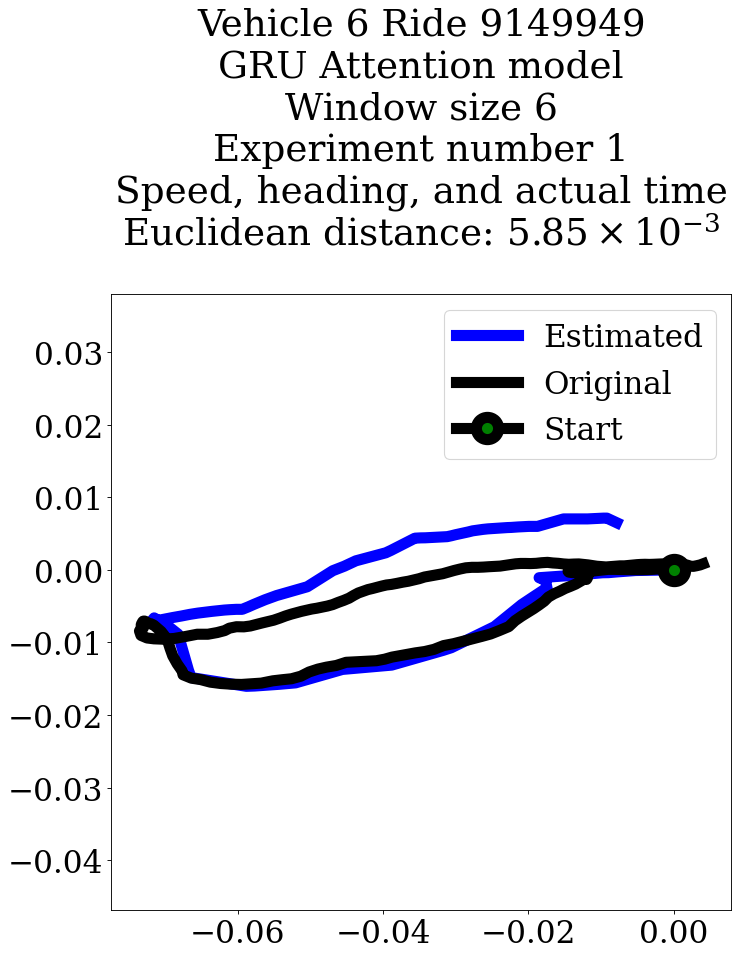 Vehicle 6 Ride 9149949
GRU Attention model
Window size 6
Experiment number 1
Speed, heading, and actual time
Euclidean distance: 5.85 × 10⁻³
Estimated
Original
Start
0.03
0.02
0.01
0.00
−0.01
−0.02
−0.03
−0.04
−0.06
−0.04
−0.02
0.00